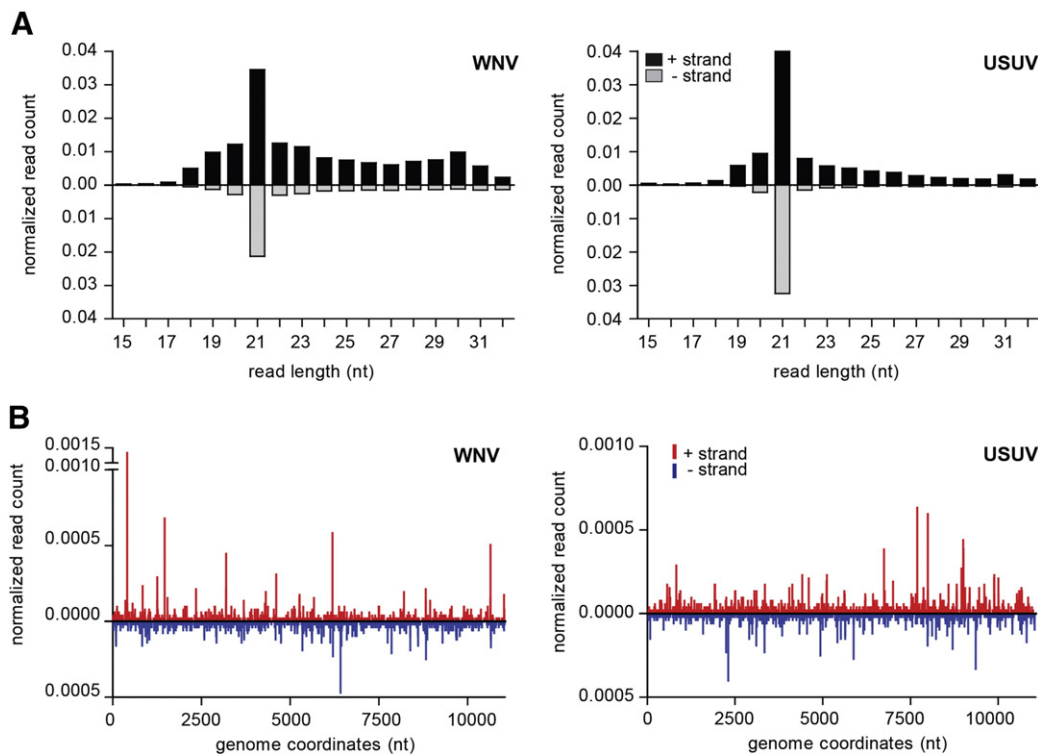 A
WNV
normalized read count
0.04
0.03
0.02
0.01
0.00
0.01
0.02
0.03
0.04
15 17 19 21 23 25 27 29 31
read length (nt)
USUV
+ strand
- strand
normalized read count
0.04
0.03
0.02
0.01
0.00
0.01
0.02
0.03
0.04
15 17 19 21 23 25 27 29 31
read length (nt)
B
WNV
normalized read count
0.0015
0.0010
0.0005
0.0000
0.0005
0 2500 5000 7500 10000
genome coordinates (nt)
USUV
+ strand
- strand
normalized read count
0.0010
0.0005
0.0000
0.0005
0 2500 5000 7500 10000
genome coordinates (nt)